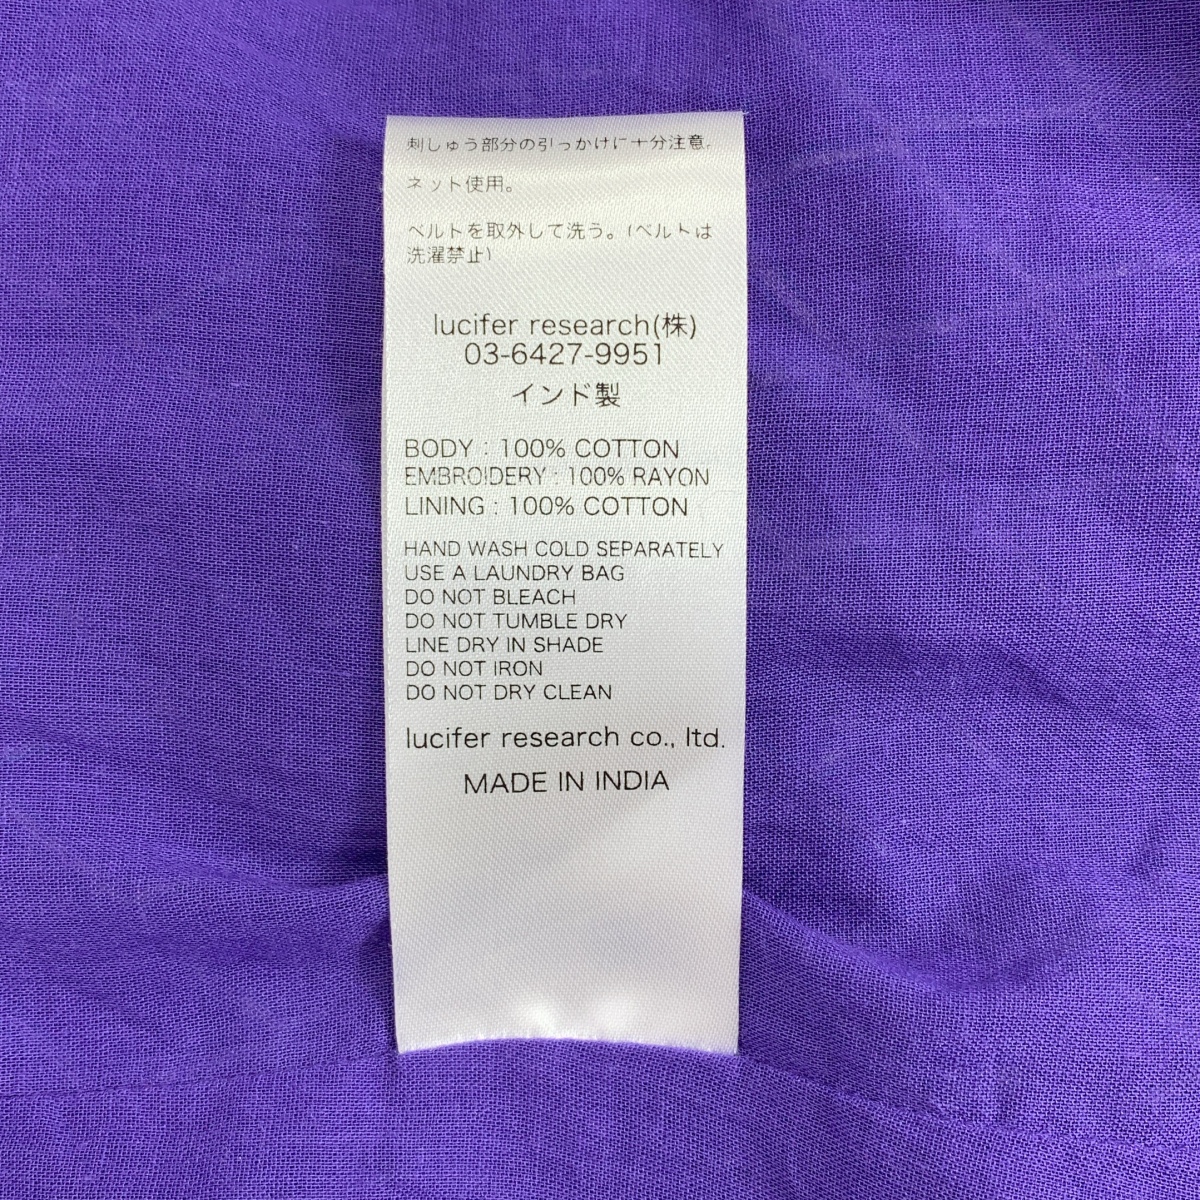 刺しゅう部分の引っかけに十分注意。
ネット使用。
ベルトを取外して洗う。(ベルトは
洗濯禁止)
lucifer research(株)
03-6427-9951
インド製
BODY : 100% COTTON
EMBROIDERY : 100% RAYON
LINING : 100% COTTON
HAND WASH COLD SEPARATELY
USE A LAUNDRY BAG
DO NOT BLEACH
DO NOT TUMBLE DRY
LINE DRY IN SHADE
DO NOT IRON
DO NOT DRY CLEAN
lucifer research co., ltd.
MADE IN INDIA